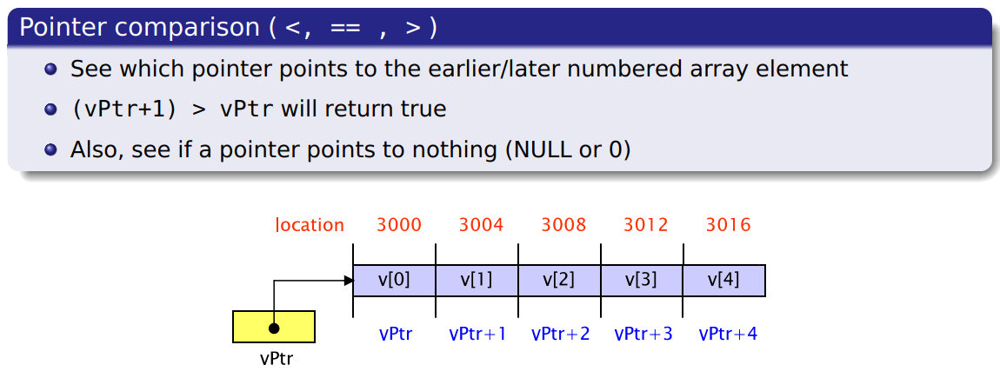 Pointer comparison ( <, == , > )
See which pointer points to the earlier/later numbered array element
(vPtr+1) > vPtr will return true
Also, see if a pointer points to nothing (NULL or 0)
location 3000 3004 3008 3012 3016
v[0] v[1] v[2] v[3] v[4]
vPtr vPtr+1 vPtr+2 vPtr+3 vPtr+4
vPtr